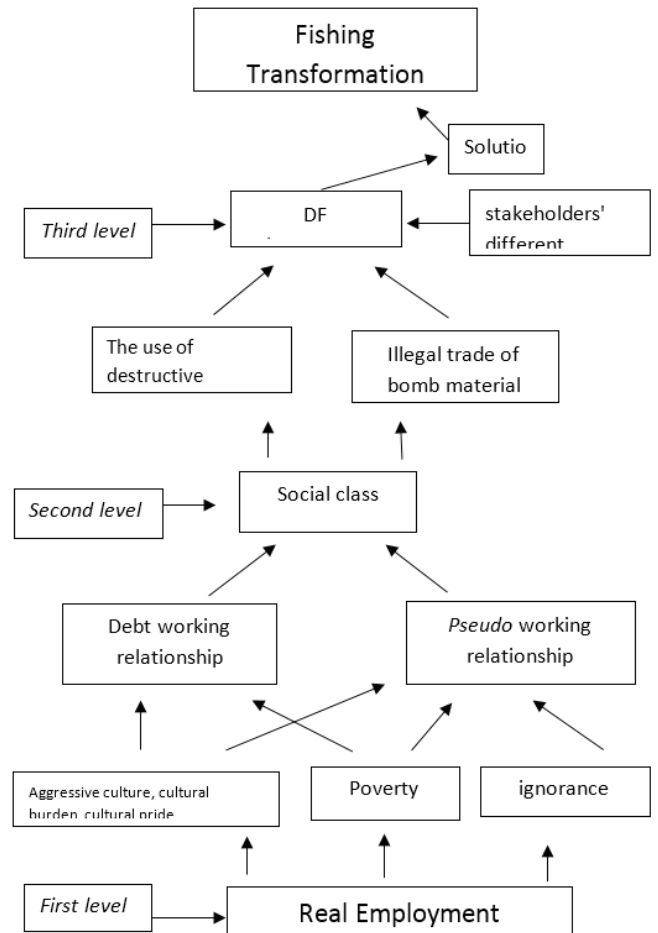 Fishing
Transformation
Solutio
Third level
DF
stakeholders'
different
The use of
destructive
Illegal trade of
bomb material
Second level
Social class
Debt working
relationship
Pseudo working
relationship
Aggressive culture, cultural
burden, cultural pride
Poverty
ignorance
First level
Real Employment